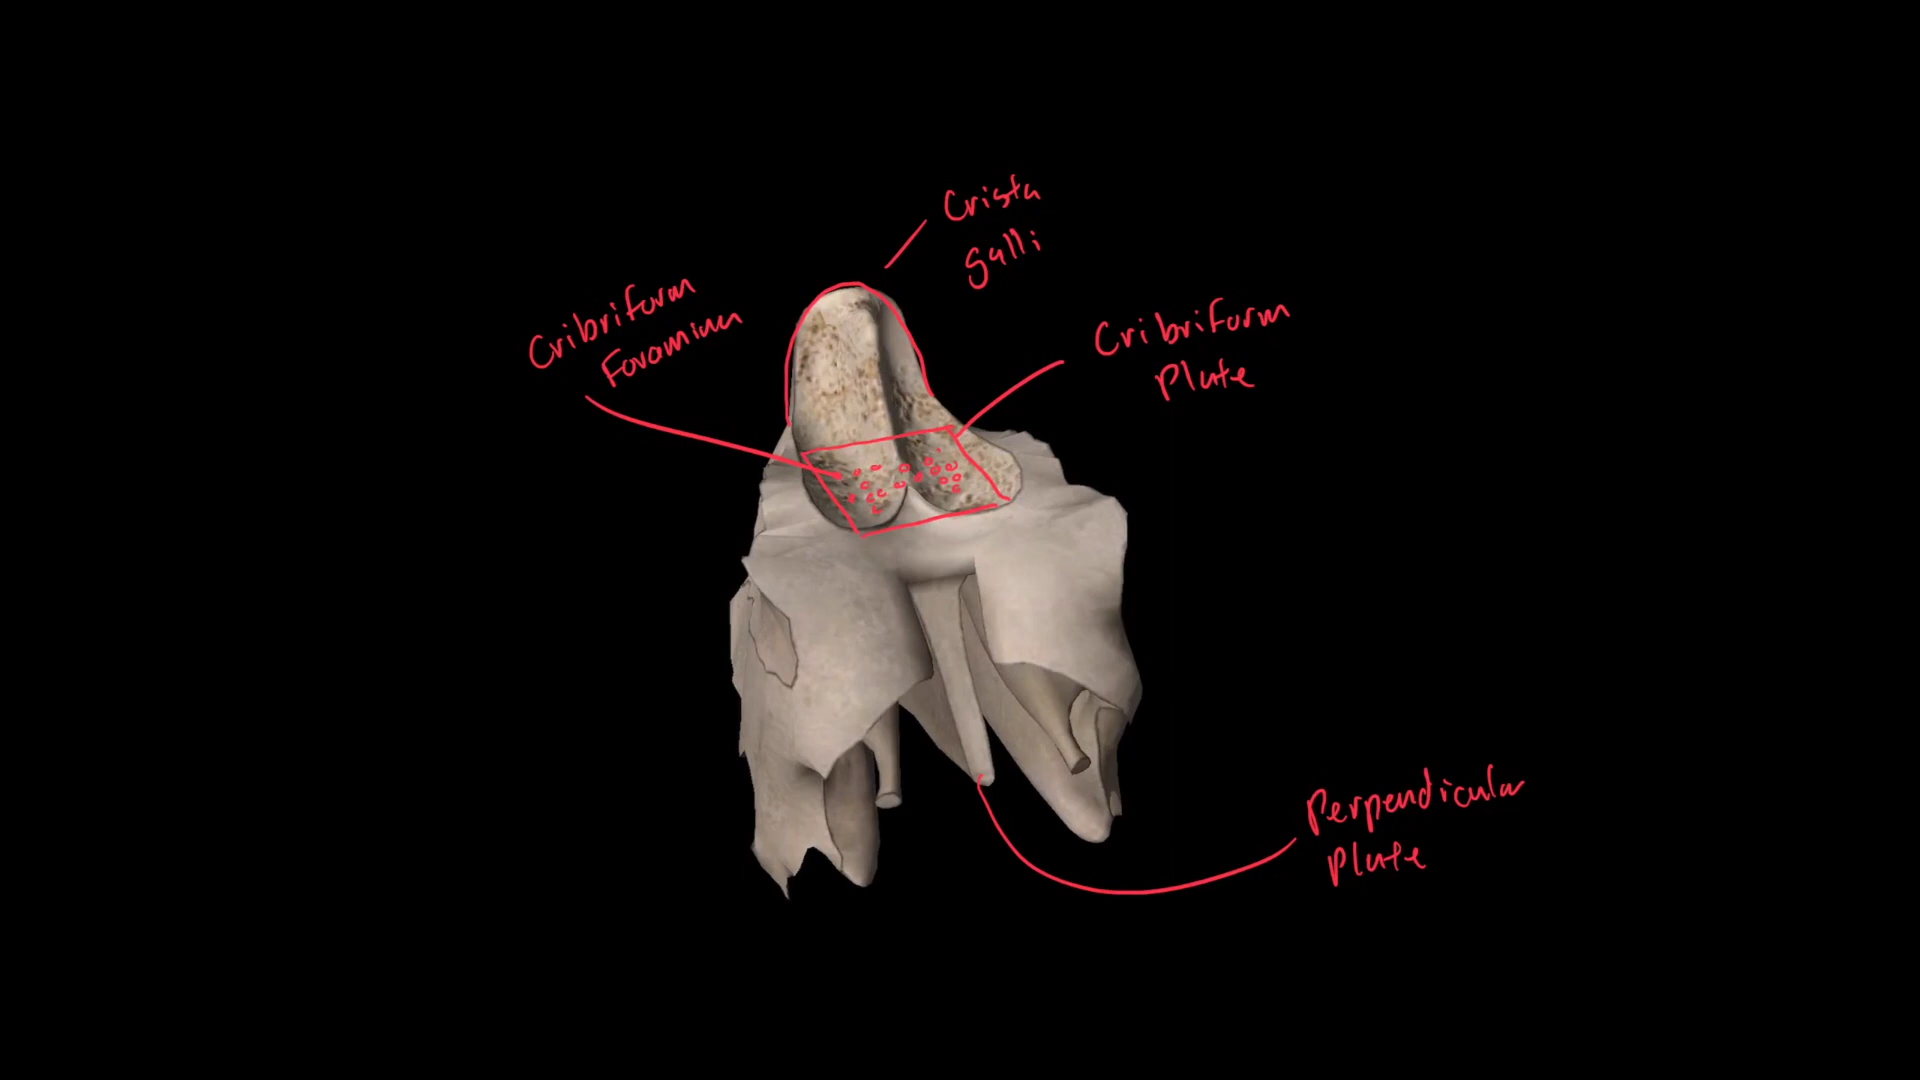 Crista
galli
Cribriform
Foramina
Cribriform
Plate
Perpendicular
Plate